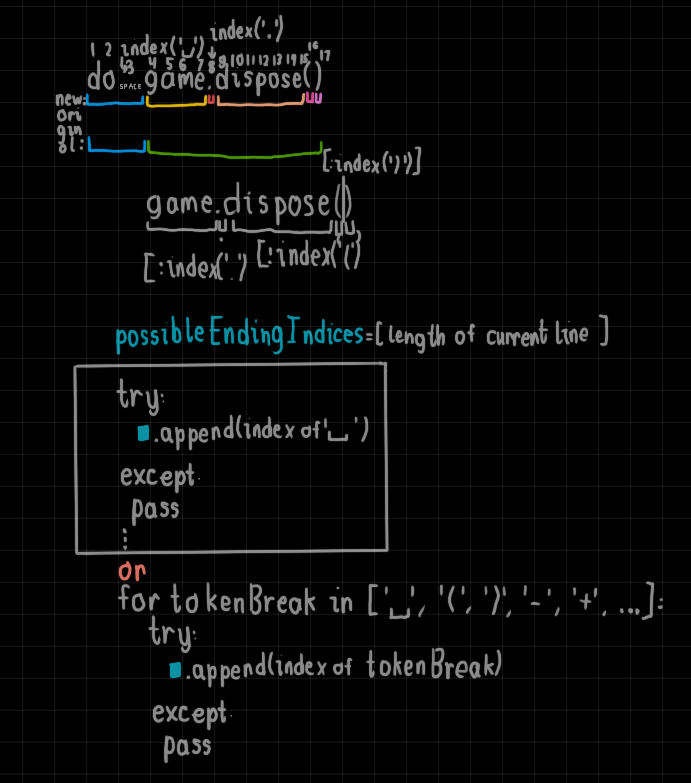 index('.')
1 2 index('␣')
3 4 5 6 7 8 9 10 11 12 13 14 15 16 17
do SPACE game.dispose()
new:
ori
gin
al:
[:index(')')]
game.dispose()
[:index('.') [:index('(')
possibleEndingIndices=[length of current line]
try:
.append(index of '␣')
except:
pass
⋮
or
for tokenBreak in ['␣', '(', ')', '-', '+', ...]:
try:
.append(index of tokenBreak)
except:
pass